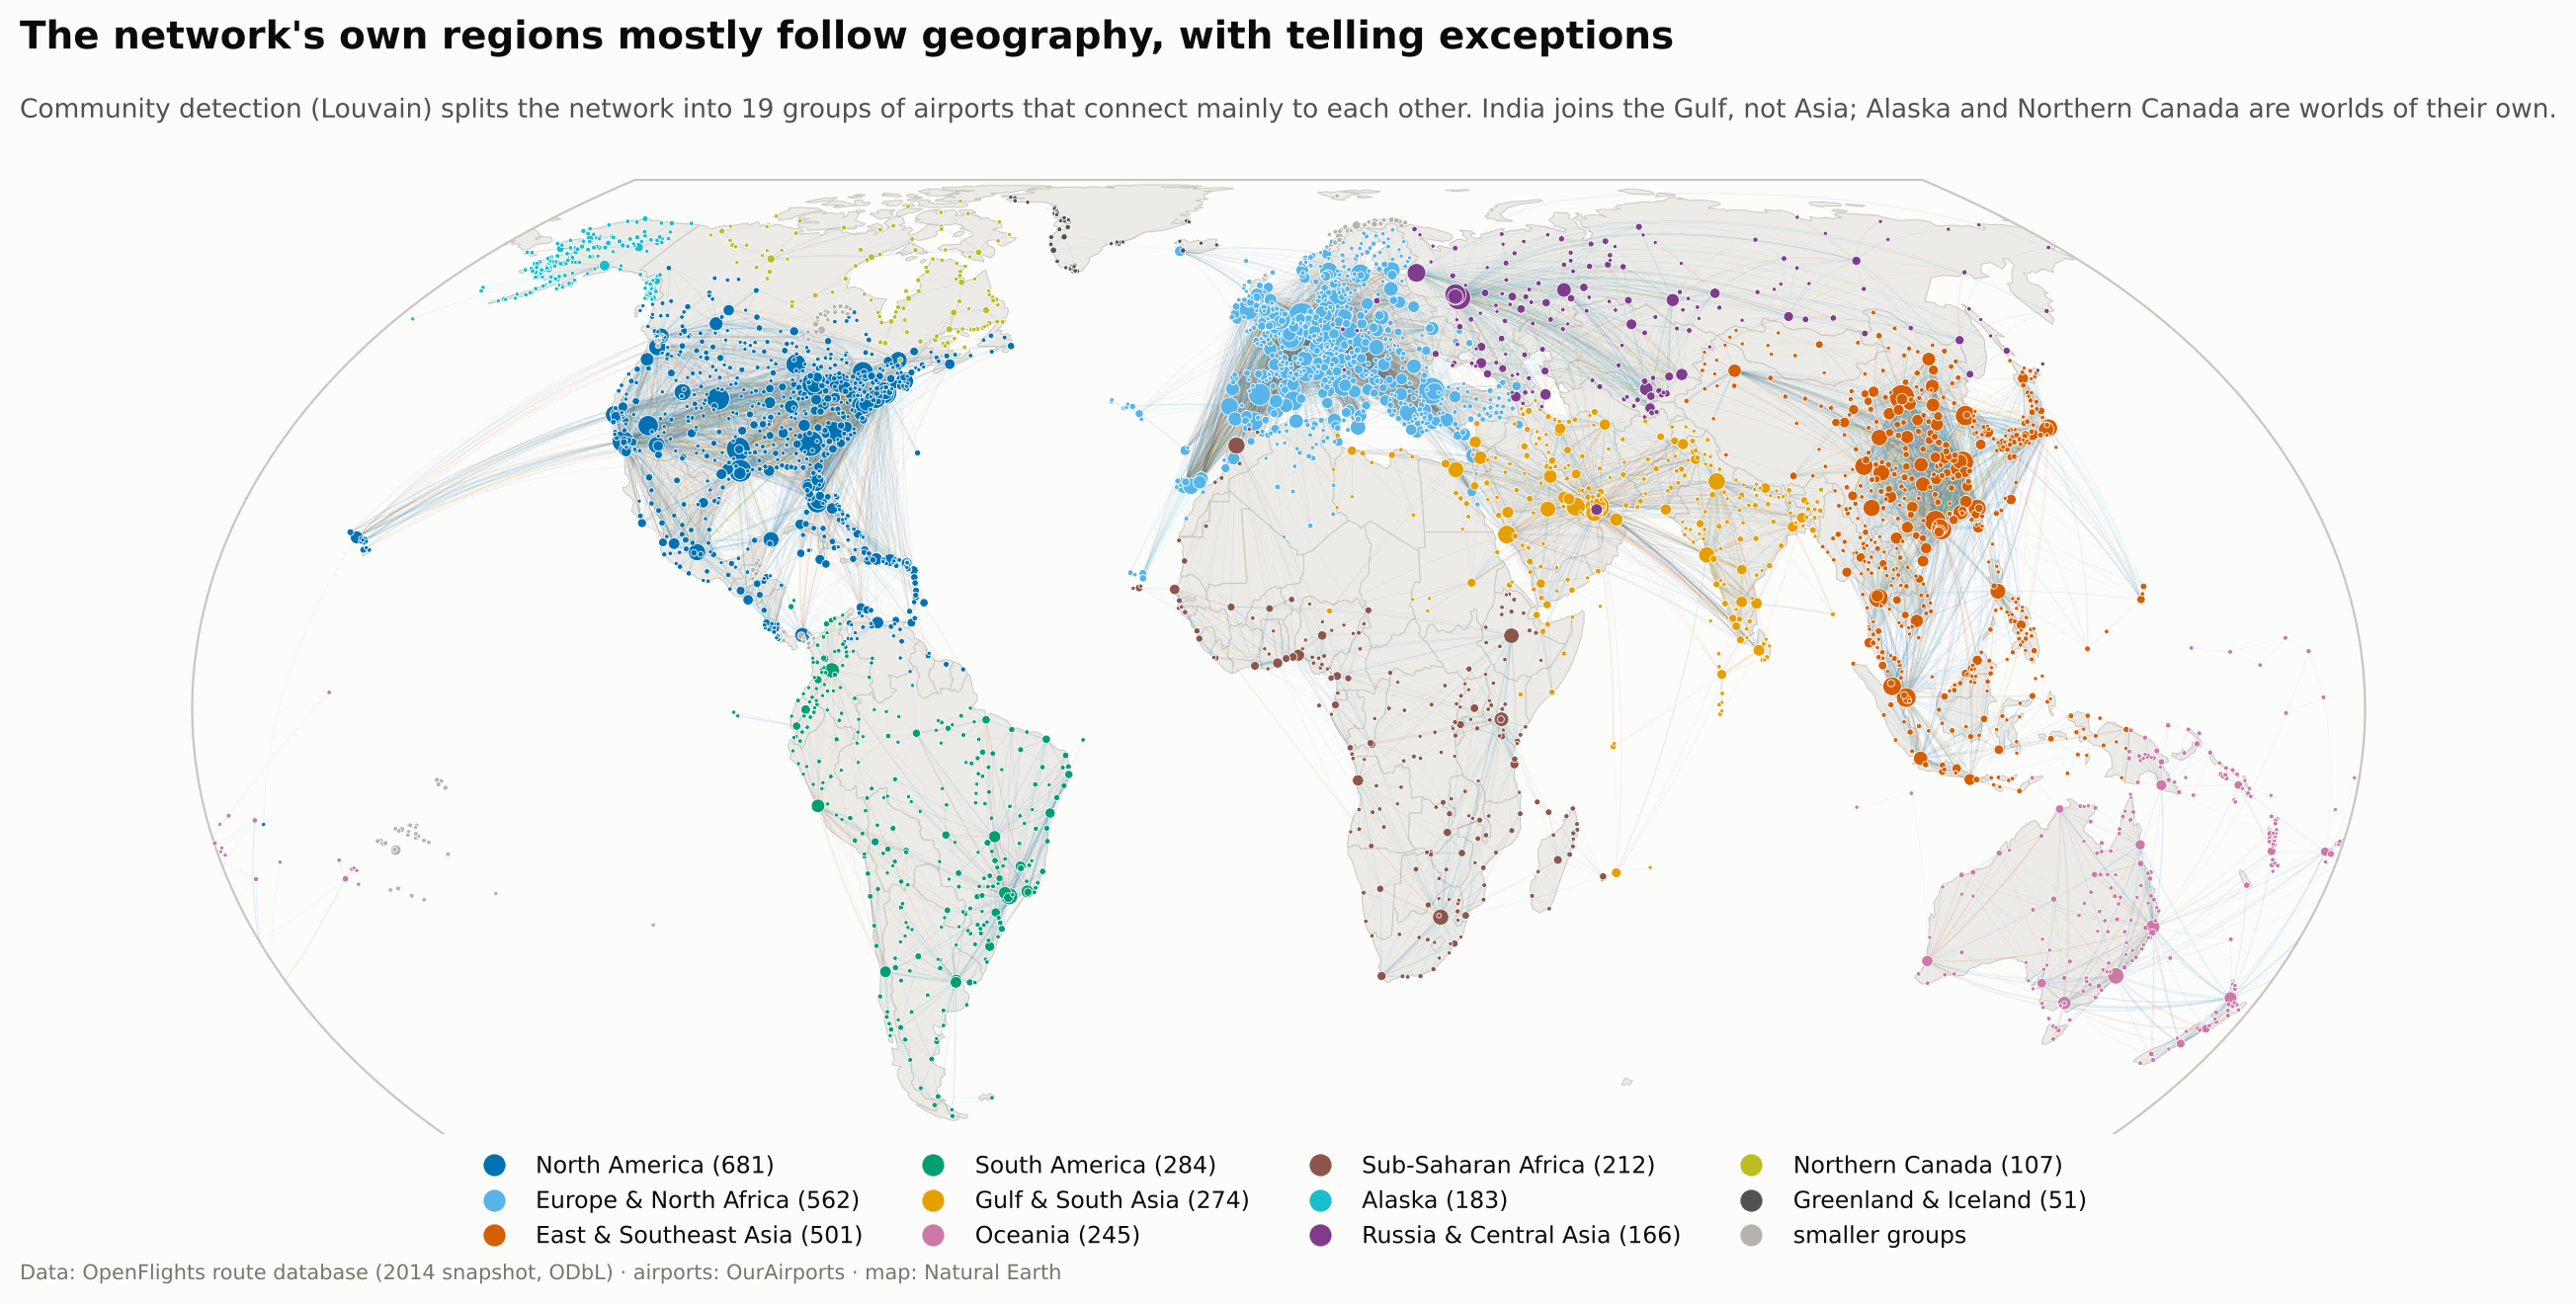 The network's own regions mostly follow geography, with telling exceptions
Community detection (Louvain) splits the network into 19 groups of airports that connect mainly to each other. India joins the Gulf, not Asia; Alaska and Northern Canada are worlds of their own.
North America (681)
South America (284)
Sub-Saharan Africa (212)
Northern Canada (107)
Europe & North Africa (562)
Gulf & South Asia (274)
Alaska (183)
Greenland & Iceland (51)
East & Southeast Asia (501)
Oceania (245)
Russia & Central Asia (166)
smaller groups
Data: OpenFlights route database (2014 snapshot, ODbL) · airports: OurAirports · map: Natural Earth